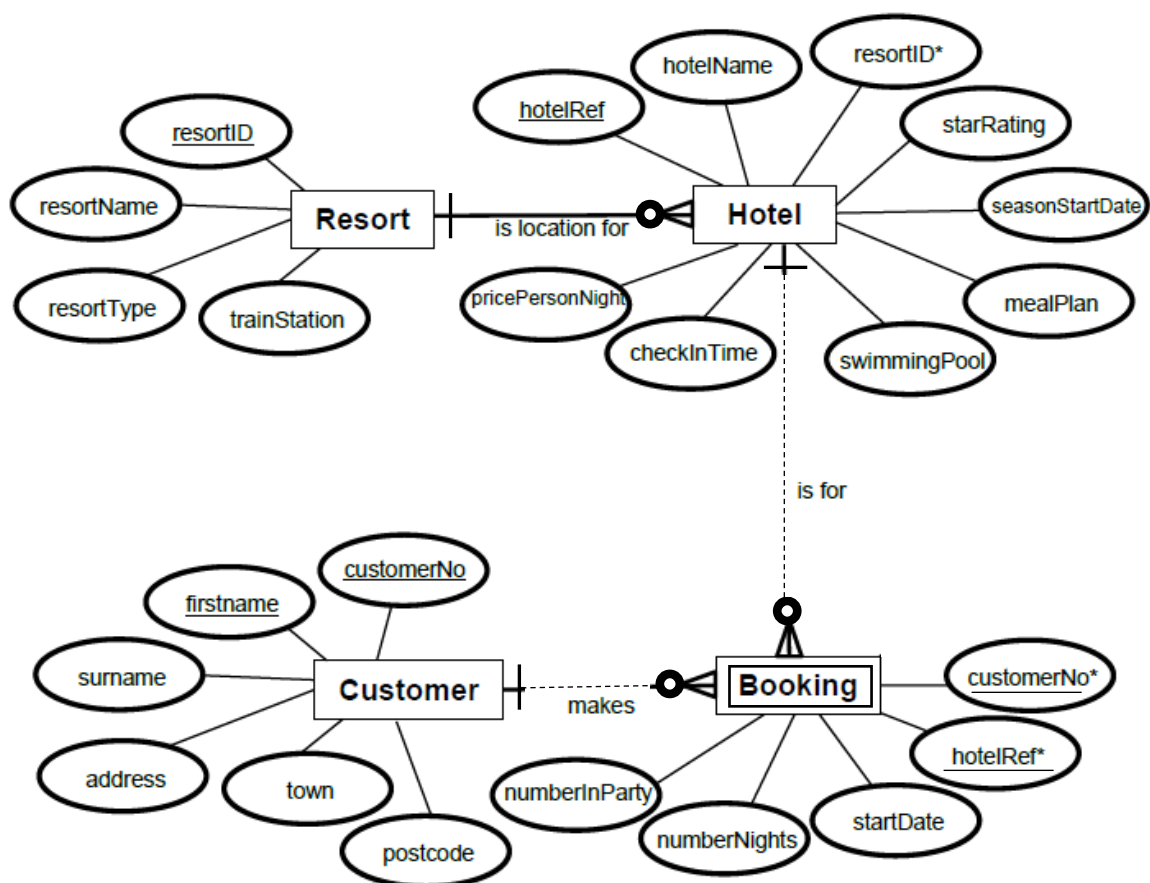 hotelName
resortID*
hotelRef
starRating
resortID
resortName
seasonStartDate
Resort
is location for
Hotel
pricePersonNight
mealPlan
resortType
trainStation
checkInTime
swimmingPool
is for
customerNo
firstname
surname
customerNo*
Customer
makes
Booking
hotelRef*
address
town
numberInParty
startDate
numberNights
postcode